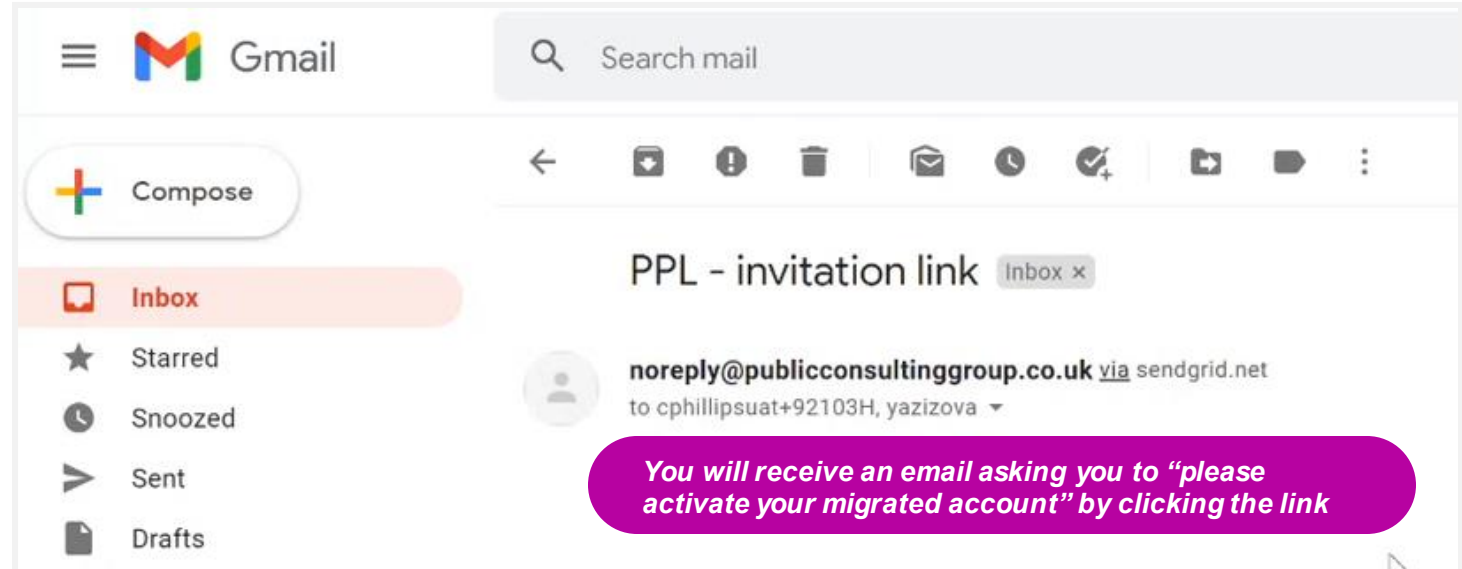 Gmail
Search mail
Compose
PPL - invitation link Inbox ×
Inbox
noreply@publicconsultinggroup.co.uk via sendgrid.net
to cphillipsuat+92103H, yazizova
Starred
Snoozed
Sent
Drafts
You will receive an email asking you to “please
activate your migrated account” by clicking the link